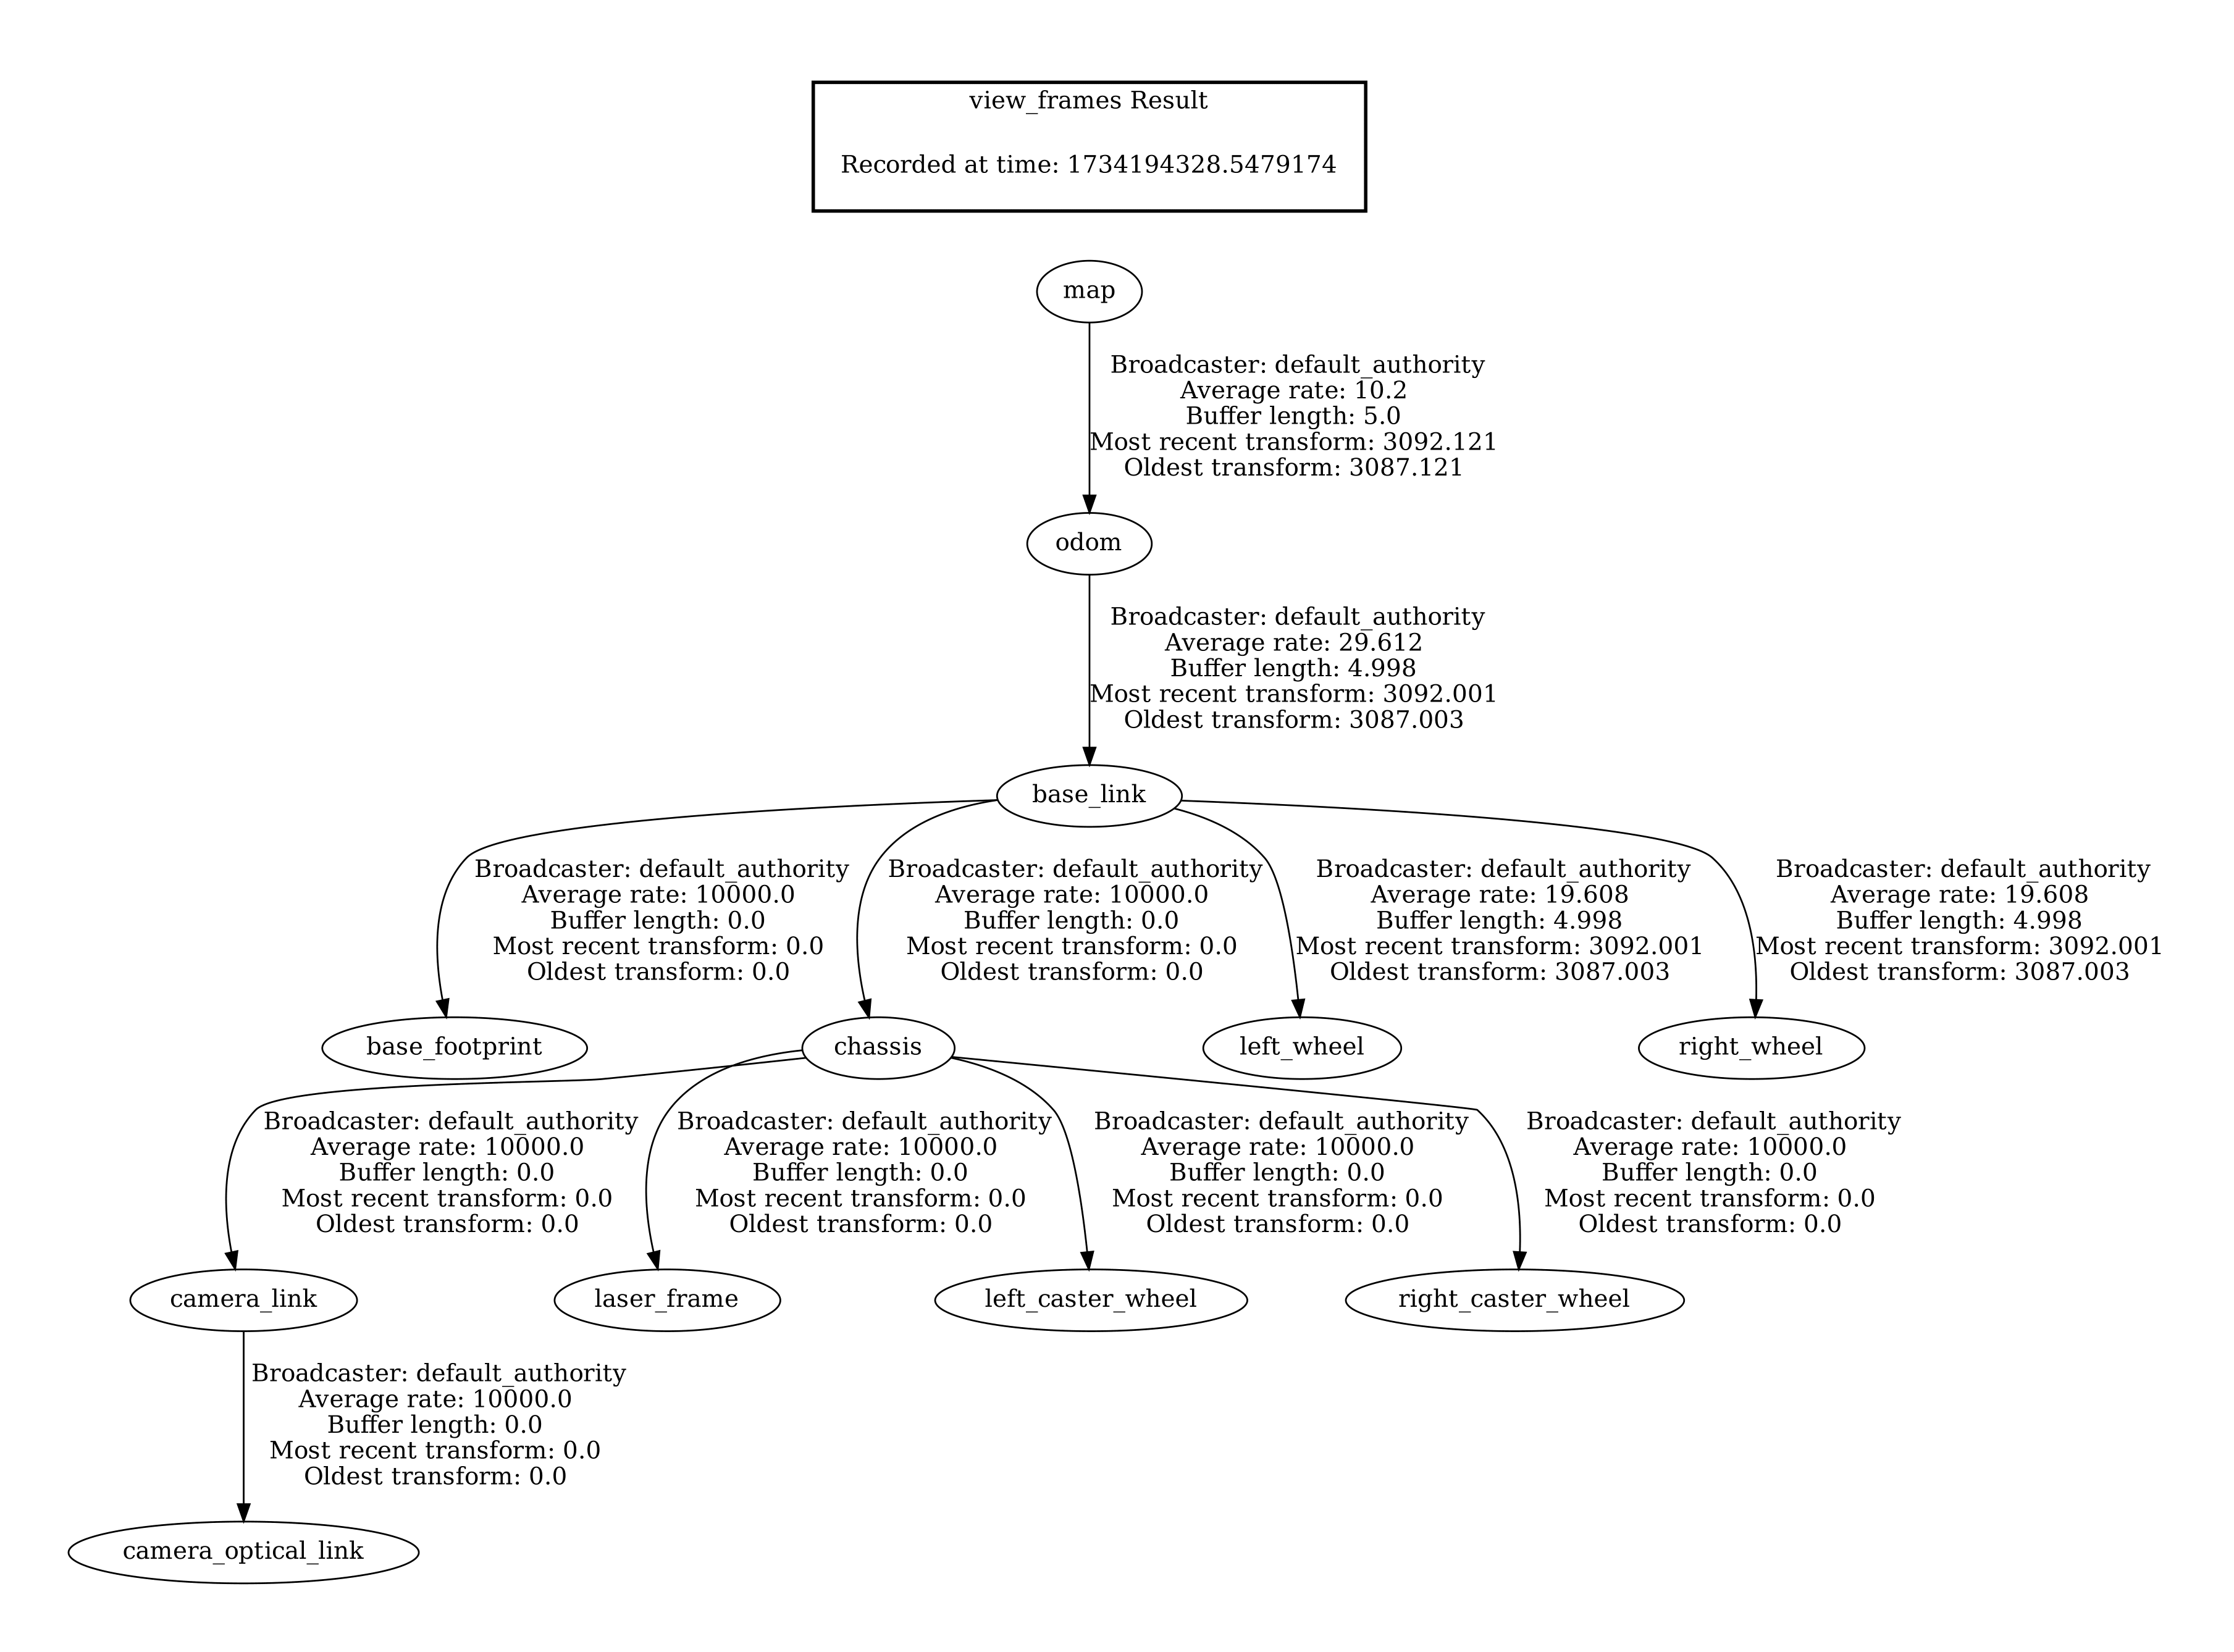 view_frames Result
Recorded at time: 1734194328.5479174
map
Broadcaster: default_authority
Average rate: 10.2
Buffer length: 5.0
Most recent transform: 3092.121
Oldest transform: 3087.121
odom
Broadcaster: default_authority
Average rate: 29.612
Buffer length: 4.998
Most recent transform: 3092.001
Oldest transform: 3087.003
base_link
Broadcaster: default_authority
Average rate: 10000.0
Buffer length: 0.0
Most recent transform: 0.0
Oldest transform: 0.0
Broadcaster: default_authority
Average rate: 10000.0
Buffer length: 0.0
Most recent transform: 0.0
Oldest transform: 0.0
Broadcaster: default_authority
Average rate: 19.608
Buffer length: 4.998
Most recent transform: 3092.001
Oldest transform: 3087.003
Broadcaster: default_authority
Average rate: 19.608
Buffer length: 4.998
Most recent transform: 3092.001
Oldest transform: 3087.003
base_footprint
chassis
left_wheel
right_wheel
Broadcaster: default_authority
Average rate: 10000.0
Buffer length: 0.0
Most recent transform: 0.0
Oldest transform: 0.0
Broadcaster: default_authority
Average rate: 10000.0
Buffer length: 0.0
Most recent transform: 0.0
Oldest transform: 0.0
Broadcaster: default_authority
Average rate: 10000.0
Buffer length: 0.0
Most recent transform: 0.0
Oldest transform: 0.0
Broadcaster: default_authority
Average rate: 10000.0
Buffer length: 0.0
Most recent transform: 0.0
Oldest transform: 0.0
camera_link
laser_frame
left_caster_wheel
right_caster_wheel
Broadcaster: default_authority
Average rate: 10000.0
Buffer length: 0.0
Most recent transform: 0.0
Oldest transform: 0.0
camera_optical_link